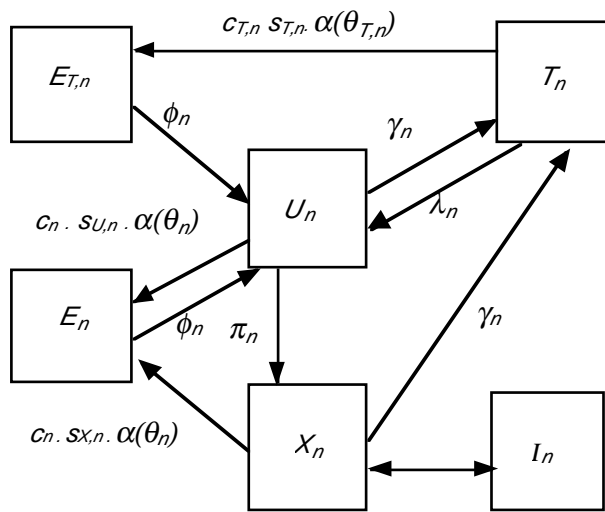 c_{T,n} s_{T,n}. α(θ_{T,n})
E_{T,n}
T_n
ϕ_n
γ_n
U_n
λ_n
c_n . s_{U,n} . α(θ_n)
E_n
ϕ_n
π_n
γ_n
c_n . s_{X,n} . α(θ_n)
X_n
I_n